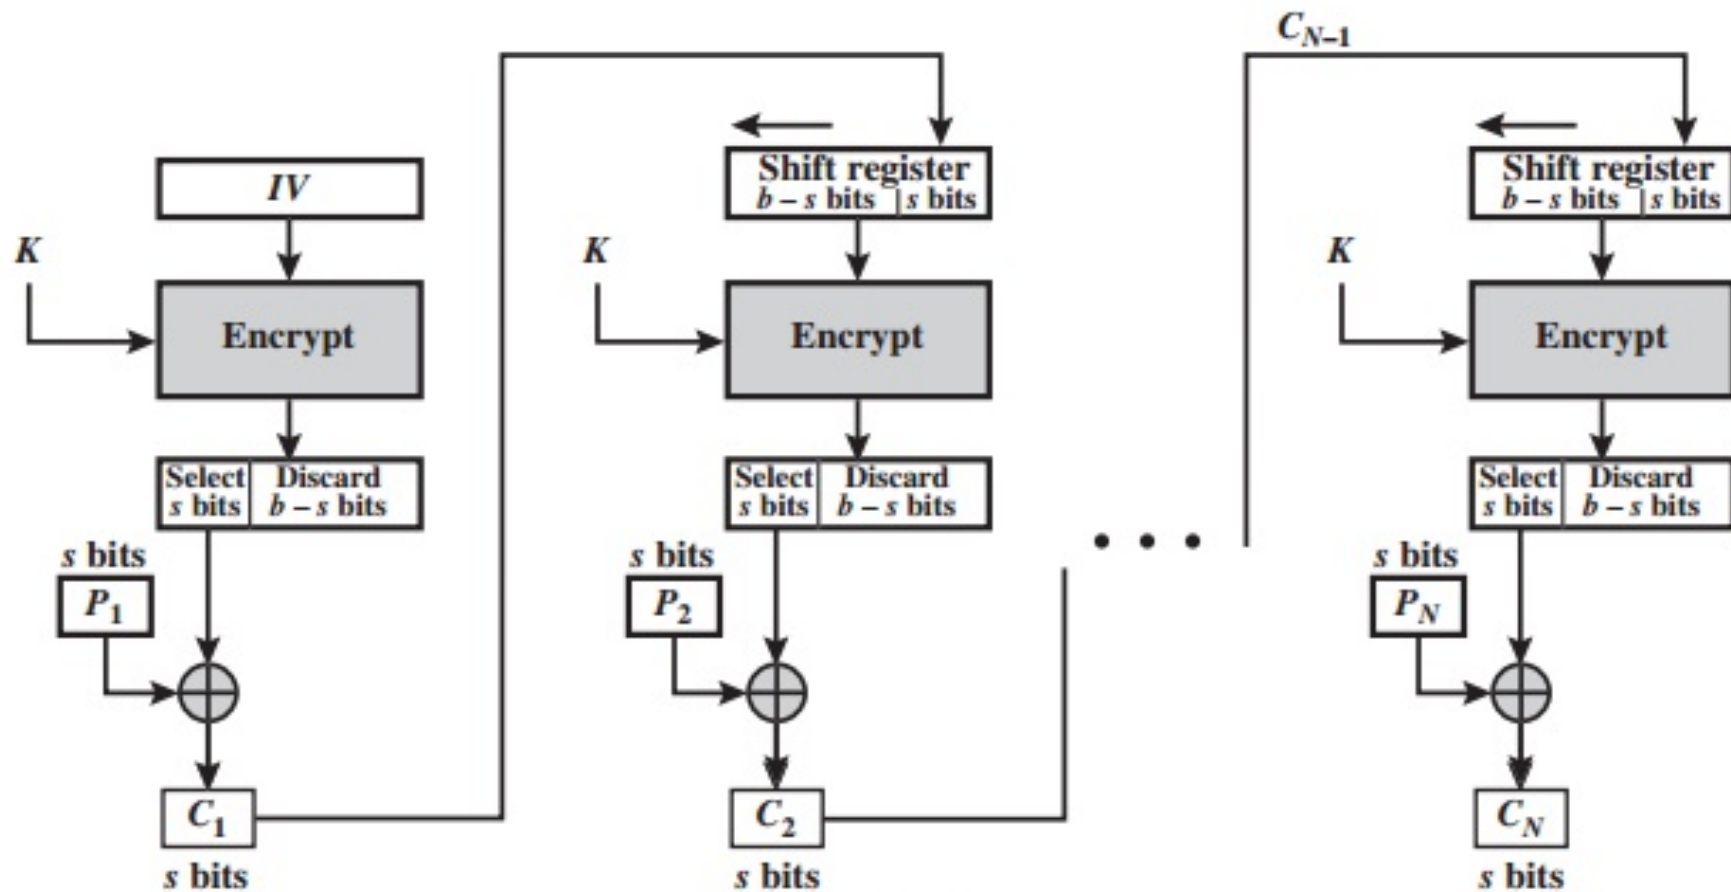 C_{N-1}
IV
Shift register
b – s bits | s bits
Shift register
b – s bits | s bits
K
K
K
Encrypt
Encrypt
Encrypt
Select
s bits
Discard
b – s bits
Select
s bits
Discard
b – s bits
Select
s bits
Discard
b – s bits
s bits
P_1
s bits
P_2
s bits
P_N
C_1
s bits
C_2
s bits
C_N
s bits